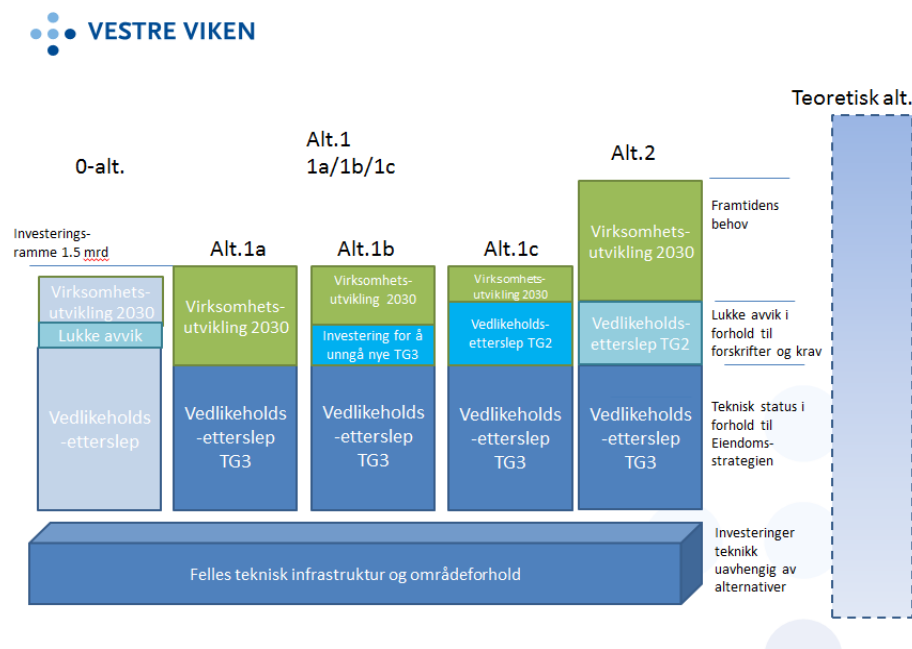 VESTRE VIKEN
Teoretisk alt.
Alt.1
1a/1b/1c
0-alt.
Alt.2
Investerings-
ramme 1.5 mrd
Alt.1a
Alt.1b
Alt.1c
Virksomhets-
utvikling 2030
Lukke avvik
Vedlikeholds
-etterslep
Virksomhets-
utvikling 2030
Vedlikeholds
-etterslep
TG3
Virksomhets-
utvikling 2030
Investering for å
unngå nye TG3
Vedlikeholds
-etterslep
TG3
Virksomhets-
utvikling 2030
Vedlikeholds-
etterslep TG2
Vedlikeholds
-etterslep
TG3
Virksomhets-
utvikling 2030
Vedlikeholds-
etterslep TG2
Vedlikeholds
-etterslep
TG3
Framtidens
behov
Lukke avvik i
forhold til
forskrifter og krav
Teknisk status i
forhold til
Eiendoms-
strategien
Investeringer
teknikk
uavhengig av
alternativer
Felles teknisk infrastruktur og områdeforhold